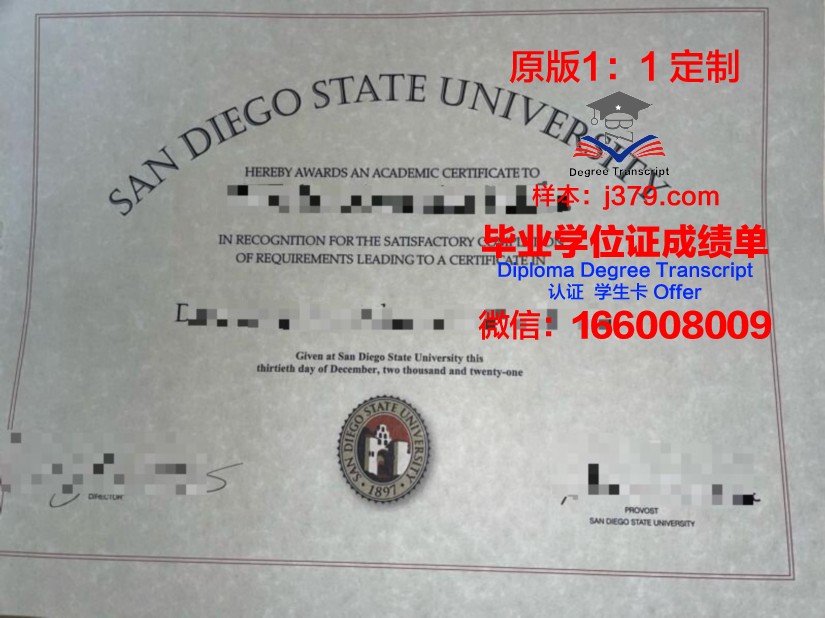 SAN DIEGO STATE UNIVERSITY
原版1：1 定制
HEREBY AWARDS AN ACADEMIC CERTIFICATE TO
Degree Transcript
样本：j379.com
IN RECOGNITION FOR THE SATISFACTORY COMPLETION
毕业学位证成绩单
OF REQUIREMENTS LEADING TO A CERTIFICATE IN
Diploma Degree Transcript
认证 学生卡 Offer
微信：166008009
Given at San Diego State University this
thirtieth day of December, two thousand and twenty-one
SAN DIEGO STATE UNIVERSITY
1897
DIRECTOR
PROVOST
SAN DIEGO STATE UNIVERSITY